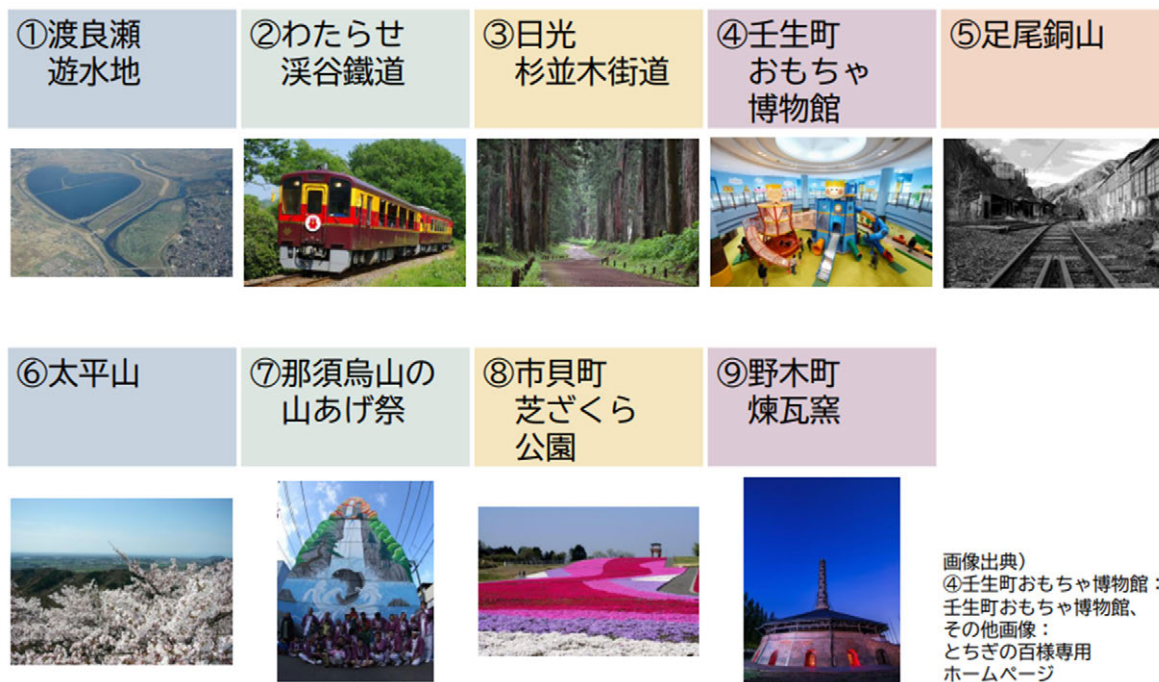 ①渡良瀬
遊水地
②わたらせ
渓谷鐵道
③日光
杉並木街道
④壬生町
おもちゃ
博物館
⑤足尾銅山
⑥太平山
⑦那須烏山の
山あげ祭
⑧市貝町
芝ざくら
公園
⑨野木町
煉瓦窯
画像出典）
④壬生町おもちゃ博物館：
壬生町おもちゃ博物館、
その他画像：
とちぎの百様専用
ホームページ